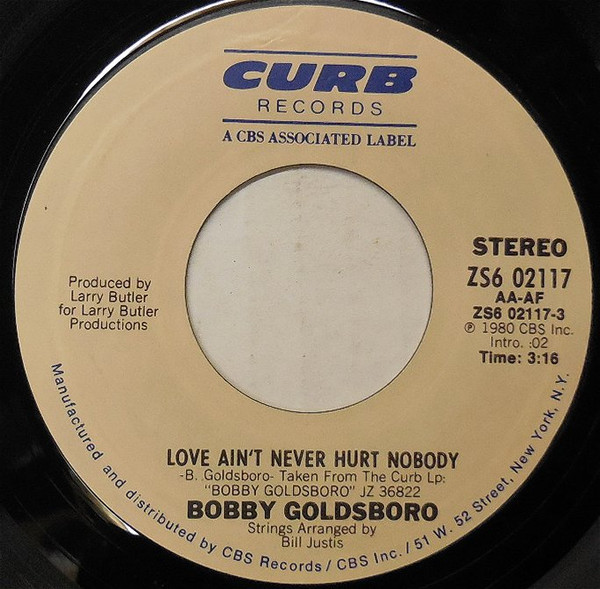 CURB
RECORDS
A CBS ASSOCIATED LABEL
STEREO
ZS6 02117
AA-AF
ZS6 02117-3
℗ 1980 CBS Inc.
Intro. :02
Time: 3:16
Produced by
Larry Butler
for Larry Butler
Productions
LOVE AIN'T NEVER HURT NOBODY
-B. Goldsboro- Taken From The Curb Lp:
"BOBBY GOLDSBORO" JZ 36822
BOBBY GOLDSBORO
Strings Arranged by
Bill Justis
Manufactured and distributed by CBS Records / CBS Inc. / 51 W. 52 Street, New York, N.Y.